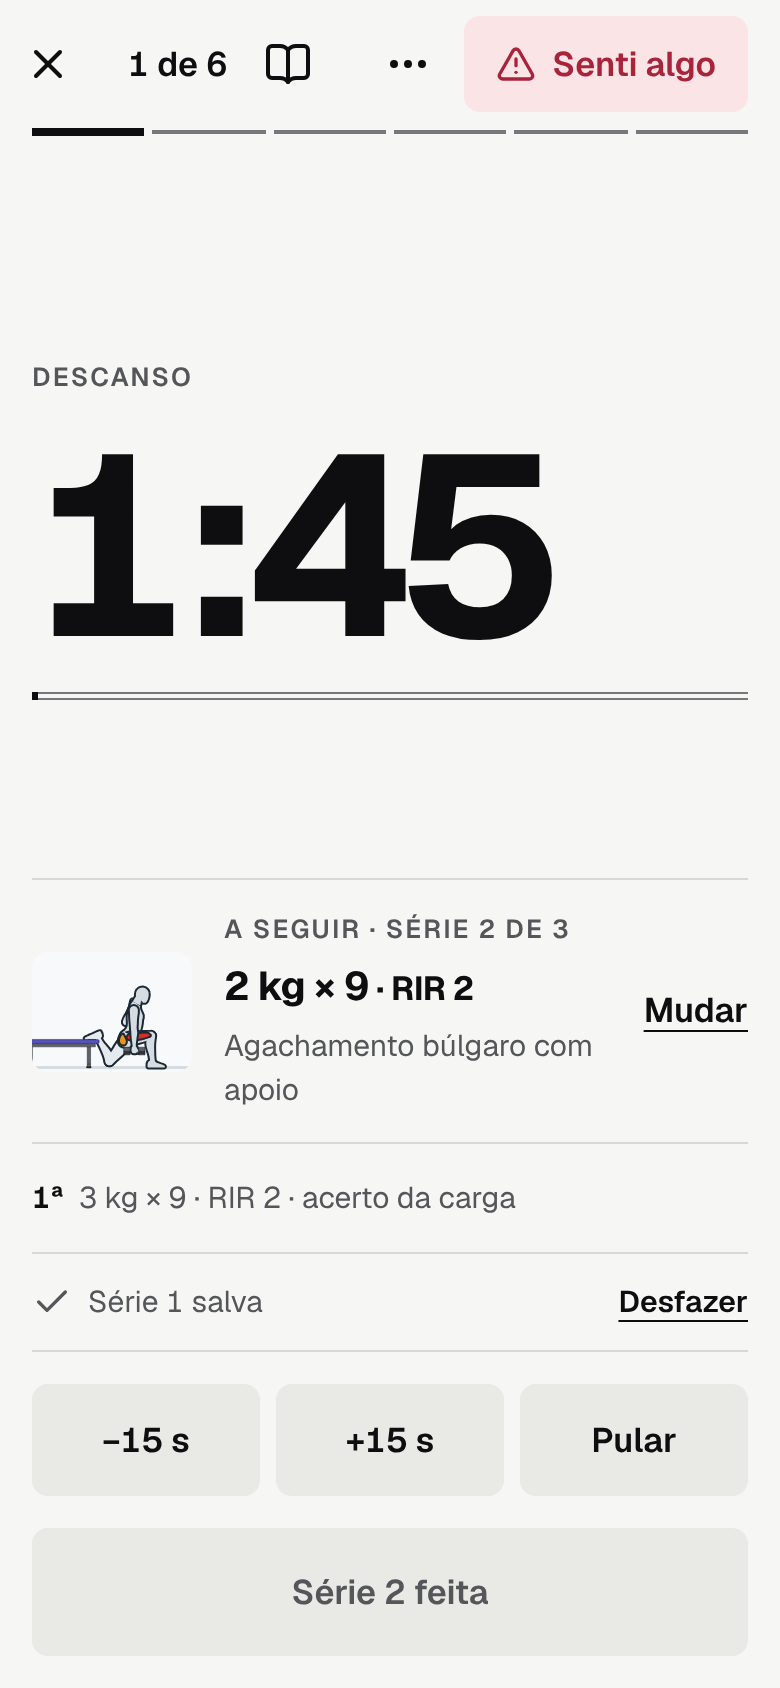 1 de 6
Senti algo
DESCANSO
1:45
A SEGUIR · SÉRIE 2 DE 3
2 kg × 9 · RIR 2
Mudar
Agachamento búlgaro com
apoio
1ª 3 kg × 9 · RIR 2 · acerto da carga
Série 1 salva
Desfazer
−15 s
+15 s
Pular
Série 2 feita